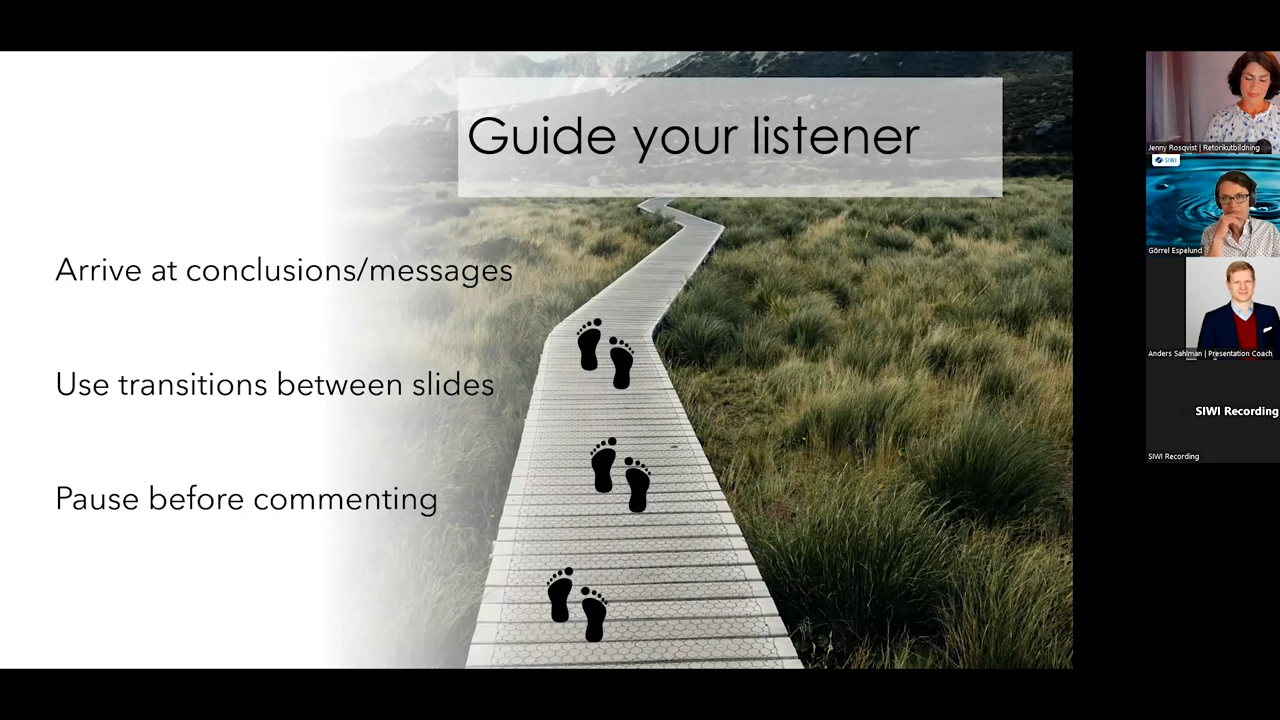 Guide your listener
Arrive at conclusions/messages
Use transitions between slides
Pause before commenting
Jenny Rosqvist | Retorikutbildning
SIWI
Görrel Espelund
Anders Sahlman | Presentation Coach
SIWI Recording
SIWI Recording